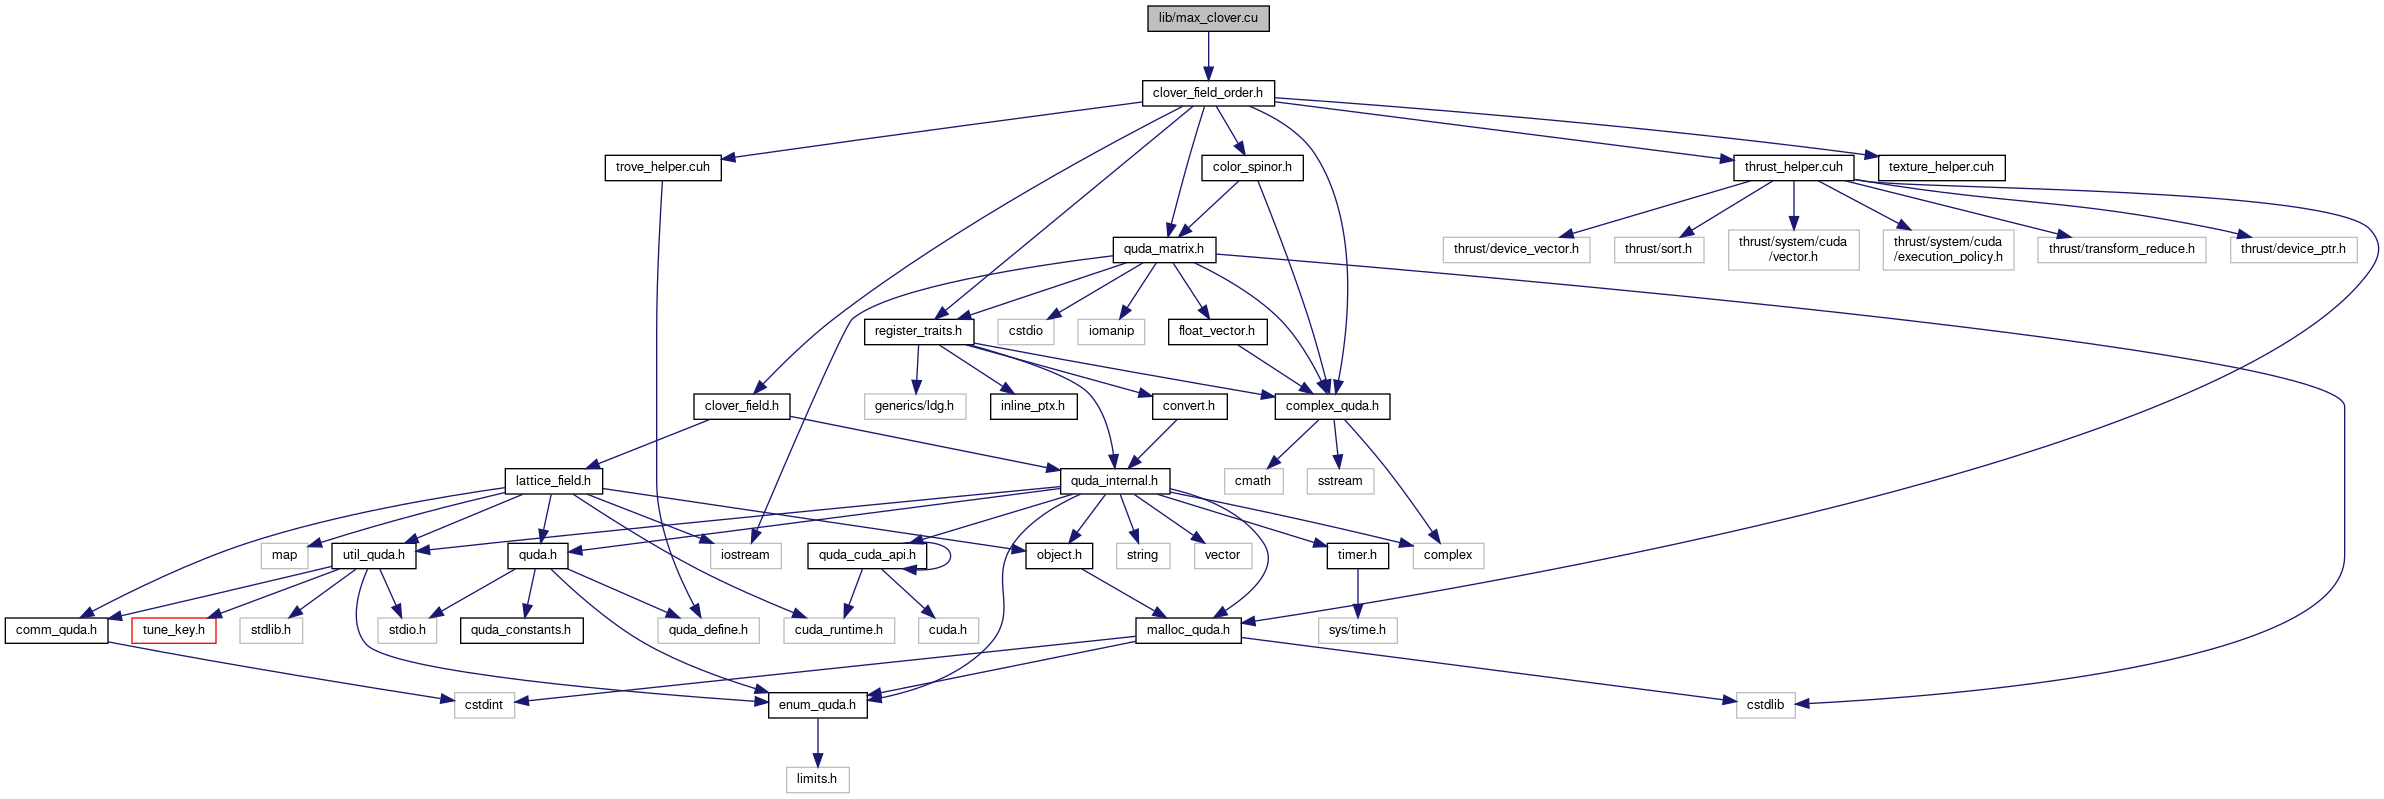 lib/max_clover.cu
clover_field_order.h
trove_helper.cuh
color_spinor.h
thrust_helper.cuh
texture_helper.cuh
quda_matrix.h
thrust/device_vector.h
thrust/sort.h
thrust/system/cuda
/vector.h
thrust/system/cuda
/execution_policy.h
thrust/transform_reduce.h
thrust/device_ptr.h
register_traits.h
cstdio
iomanip
float_vector.h
clover_field.h
generics/ldg.h
inline_ptx.h
convert.h
complex_quda.h
lattice_field.h
quda_internal.h
cmath
sstream
map
util_quda.h
quda.h
iostream
quda_cuda_api.h
object.h
string
vector
timer.h
complex
comm_quda.h
tune_key.h
stdlib.h
stdio.h
quda_constants.h
quda_define.h
cuda_runtime.h
cuda.h
malloc_quda.h
sys/time.h
cstdint
enum_quda.h
cstdlib
limits.h